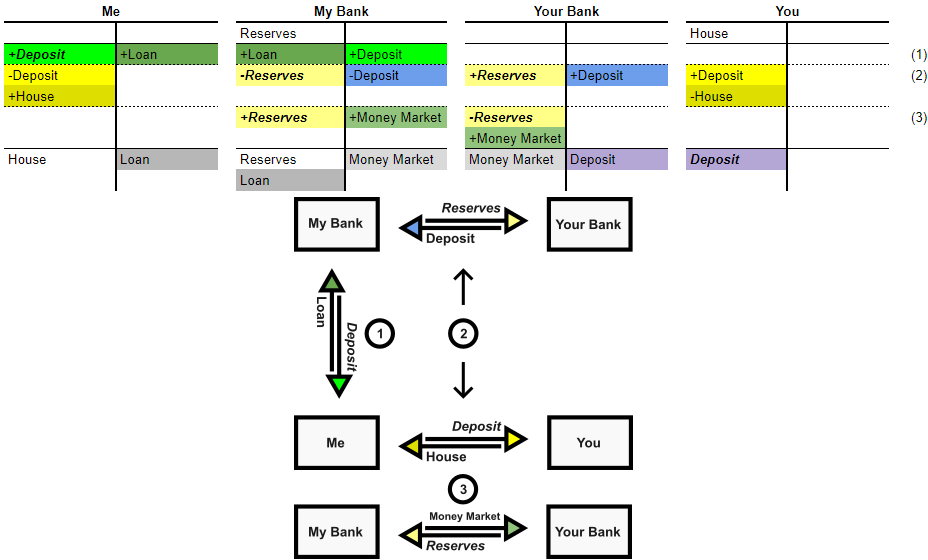 Me My Bank Your Bank You
Reserves House
+Deposit +Loan +Loan +Deposit (1)
-Deposit -Reserves -Deposit +Reserves +Deposit +Deposit (2)
+House -House
+Reserves +Money Market -Reserves (3)
+Money Market
House Loan Reserves Money Market Money Market Deposit Deposit
Loan
Reserves
My Bank Your Bank
Deposit
Loan
Deposit
1
2
Deposit
Me You
House
3
Money Market
My Bank Your Bank
Reserves